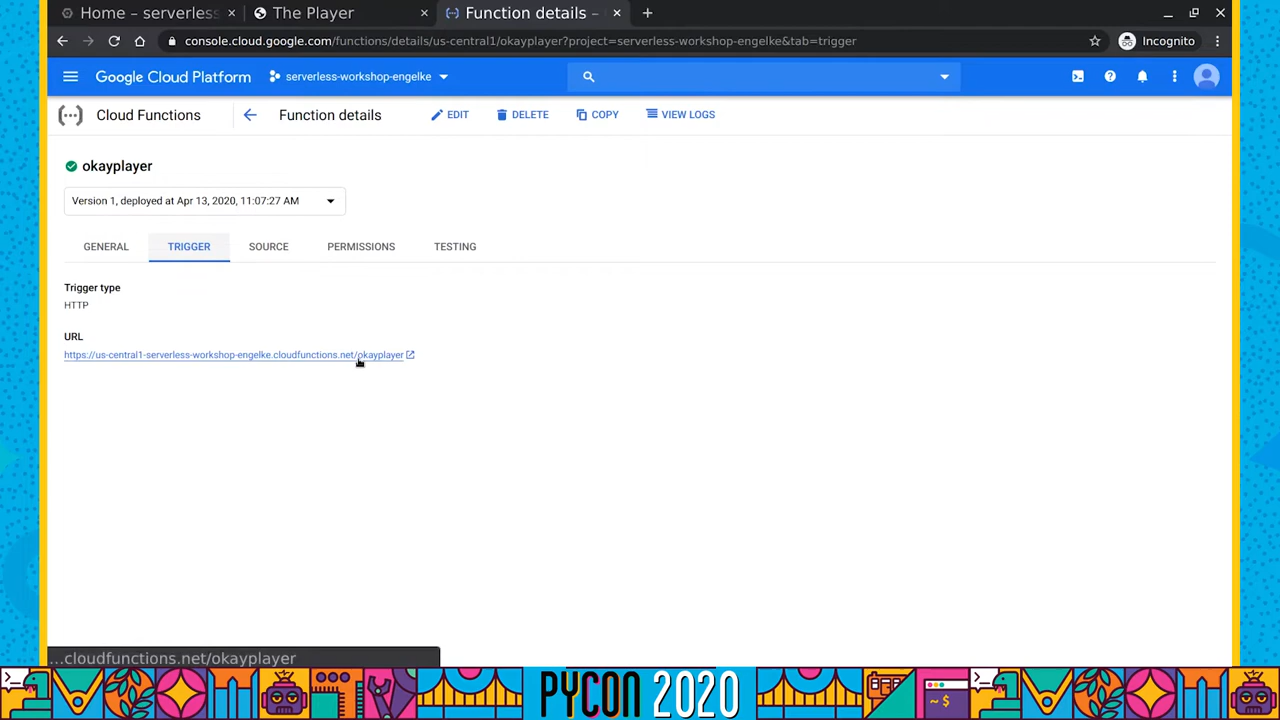 Home – serverless
The Player
Function details –
console.cloud.google.com/functions/details/us-central1/okayplayer?project=serverless-workshop-engelke&tab=trigger
Incognito
Google Cloud Platform
serverless-workshop-engelke
Cloud Functions
Function details
EDIT
DELETE
COPY
VIEW LOGS
okayplayer
Version 1, deployed at Apr 13, 2020, 11:07:27 AM
GENERAL
TRIGGER
SOURCE
PERMISSIONS
TESTING
Trigger type
HTTP
URL
https://us-central1-serverless-workshop-engelke.cloudfunctions.net/okayplayer
...cloudfunctions.net/okayplayer
PYCON 2020
~$